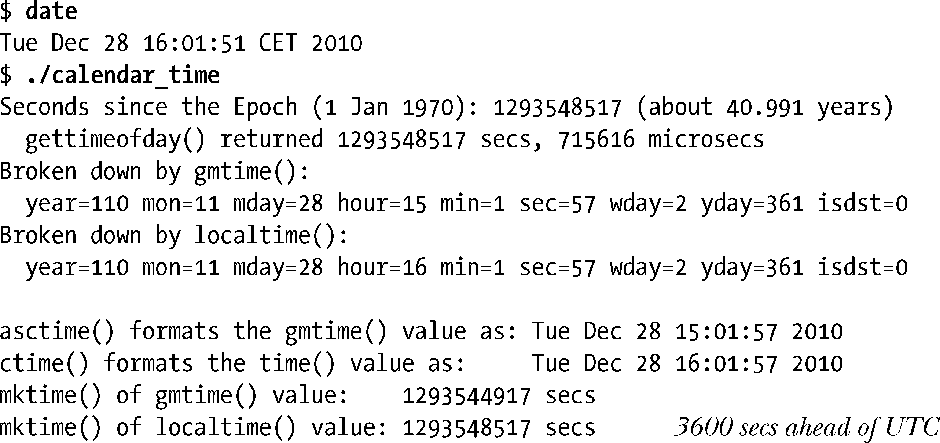 $ date
Tue Dec 28 16:01:51 CET 2010
$ ./calendar_time
Seconds since the Epoch (1 Jan 1970): 1293548517 (about 40.991 years)
  gettimeofday() returned 1293548517 secs, 715616 microsecs
Broken down by gmtime():
  year=110 mon=11 mday=28 hour=15 min=1 sec=57 wday=2 yday=361 isdst=0
Broken down by localtime():
  year=110 mon=11 mday=28 hour=16 min=1 sec=57 wday=2 yday=361 isdst=0

asctime() formats the gmtime() value as: Tue Dec 28 15:01:57 2010
ctime() formats the time() value as:     Tue Dec 28 16:01:57 2010
mktime() of gmtime() value:    1293544917 secs
mktime() of localtime() value: 1293548517 secs      3600 secs ahead of UTC